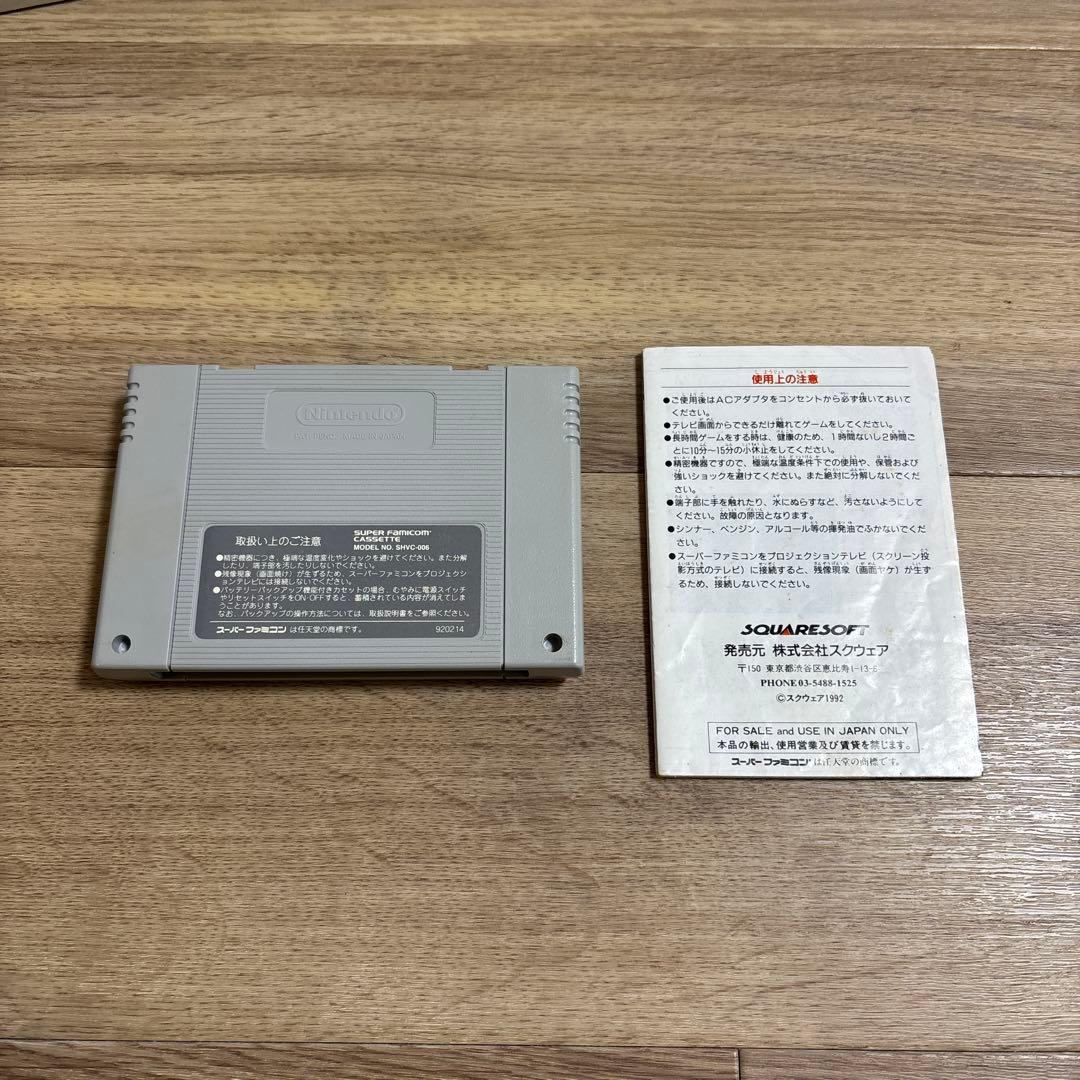 Nintendo
PAT. PEND. MADE IN JAPAN
取扱い上のご注意
SUPER FAMICOM
CASSETTE
MODEL NO. SHVC-006
●精密機器につき、極端な温度変化やショックを避けてください。また分解
したり、端子部を汚したりしないでください。
●残像現象(画面焼け)が生ずるため、スーパーファミコンをプロジェクシ
ョンテレビには接続しないでください。
●バッテリーバックアップ機能付きカセットの場合、むやみに電源スイッチ
やリセットスイッチをON・OFFすると、蓄積されている内容が消えてしま
うことがあります。
なお、バックアップの操作方法については、取扱説明書をご参照ください。
スーパーファミコン は任天堂の商標です。 920214
使用上の注意
●ご使用後はACアダプタをコンセントから必ず抜いておいて
ください。
●テレビ画面からできるだけ離れてゲームをしてください。
●長時間ゲームをする時は、健康のため、1時間ないし2時間ご
とに10分〜15分の小休止をしてください。
●精密機器ですので、極端な温度条件下での使用や、保管および
強いショックを避けてください。また絶対に分解しないでくだ
さい。
●端子部に手を触れたり、水にぬらすなど、汚さないようにして
ください。故障の原因となります。
●シンナー、ベンジン、アルコール等の揮発油でふかないでくだ
さい。
●スーパーファミコンをプロジェクションテレビ(スクリーン投
影方式のテレビ)に接続すると、残像現象(画面ヤケ)が生ず
るため、接続しないでください。
SQUARESOFT
発売元 株式会社スクウェア
〒150 東京都渋谷区恵比寿1-13-6
PHONE 03-5488-1525
©スクウェア1992
FOR SALE and USE IN JAPAN ONLY
本品の輸出、使用営業及び賃貸を禁じます。
スーパーファミコン は任天堂の商標です。